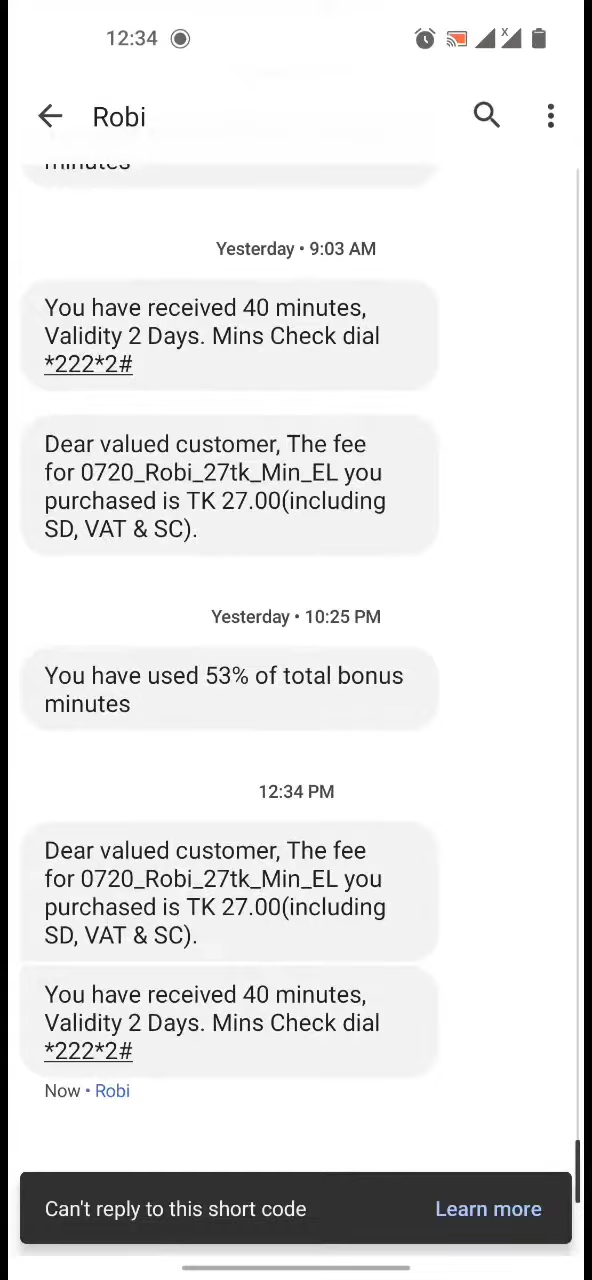 12:34
x
Robi
minutes
Yesterday • 9:03 AM
You have received 40 minutes,
Validity 2 Days. Mins Check dial
*222*2#
Dear valued customer, The fee
for 0720_Robi_27tk_Min_EL you
purchased is TK 27.00(including
SD, VAT & SC).
Yesterday • 10:25 PM
You have used 53% of total bonus
minutes
12:34 PM
Dear valued customer, The fee
for 0720_Robi_27tk_Min_EL you
purchased is TK 27.00(including
SD, VAT & SC).
You have received 40 minutes,
Validity 2 Days. Mins Check dial
*222*2#
Now • Robi
Can't reply to this short code Learn more